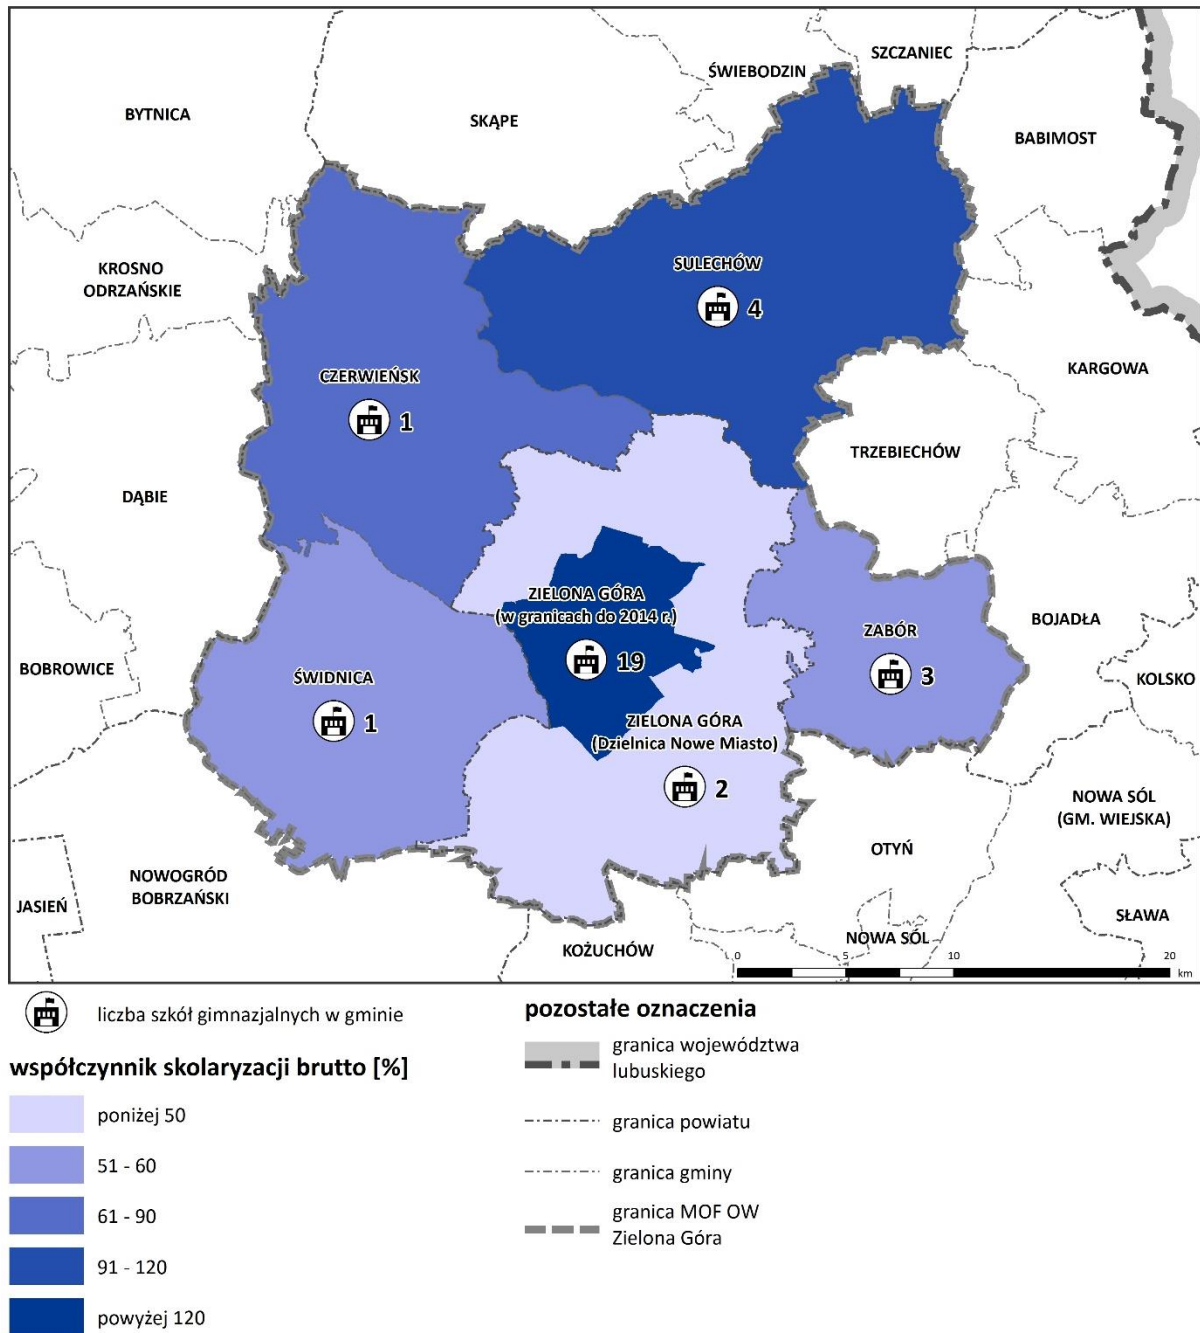 SZCZANIEC
ŚWIEBODZIN
BYTNICA
SKĄPE
BABIMOST
KROSNO
ODRZAŃSKIE
SULECHÓW
4
KARGOWA
CZERWIEŃSK
1
TRZEBIECHÓW
DĄBIE
ZIELONA GÓRA
(w granicach do 2014 r.)
19
ZABÓR
3
BOJADŁA
BOBROWICE
KOLSKO
ŚWIDNICA
1
ZIELONA GÓRA
(Dzielnica Nowe Miasto)
2
NOWA SÓL
(GM. WIEJSKA)
OTYŃ
NOWOGRÓD
BOBRZAŃSKI
JASIEŃ
SŁAWA
KOŻUCHÓW
NOWA SÓL
0 5 10 20
km
liczba szkół gimnazjalnych w gminie
współczynnik skolaryzacji brutto [%]
poniżej 50
51 - 60
61 - 90
91 - 120
powyżej 120
pozostałe oznaczenia
granica województwa
lubuskiego
granica powiatu
granica gminy
granica MOF OW
Zielona Góra